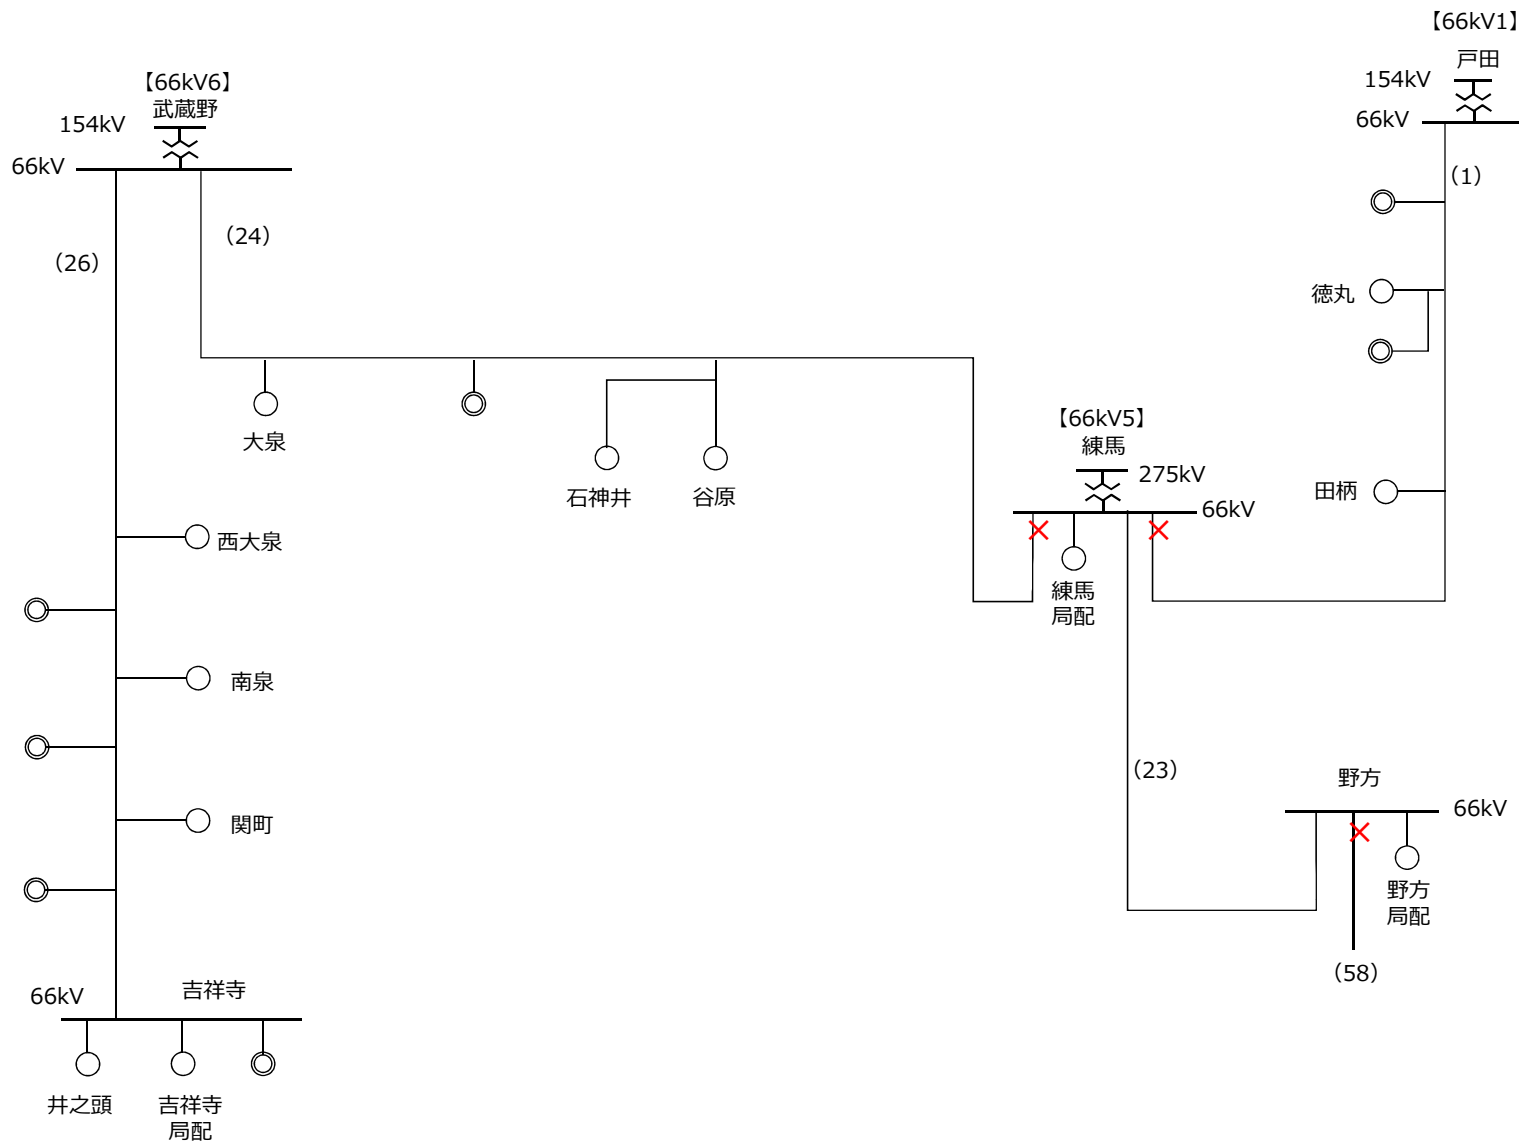 【66kV1】
戸田
154kV
66kV
（1）
【66kV6】
武蔵野
154kV
66kV
（24）
（26）
徳丸
大泉
石神井
谷原
【66kV5】
練馬
275kV
66kV
田柄
練馬
局配
西大泉
南泉
関町
（23）
野方
66kV
野方
局配
（58）
66kV
吉祥寺
井之頭
吉祥寺
局配